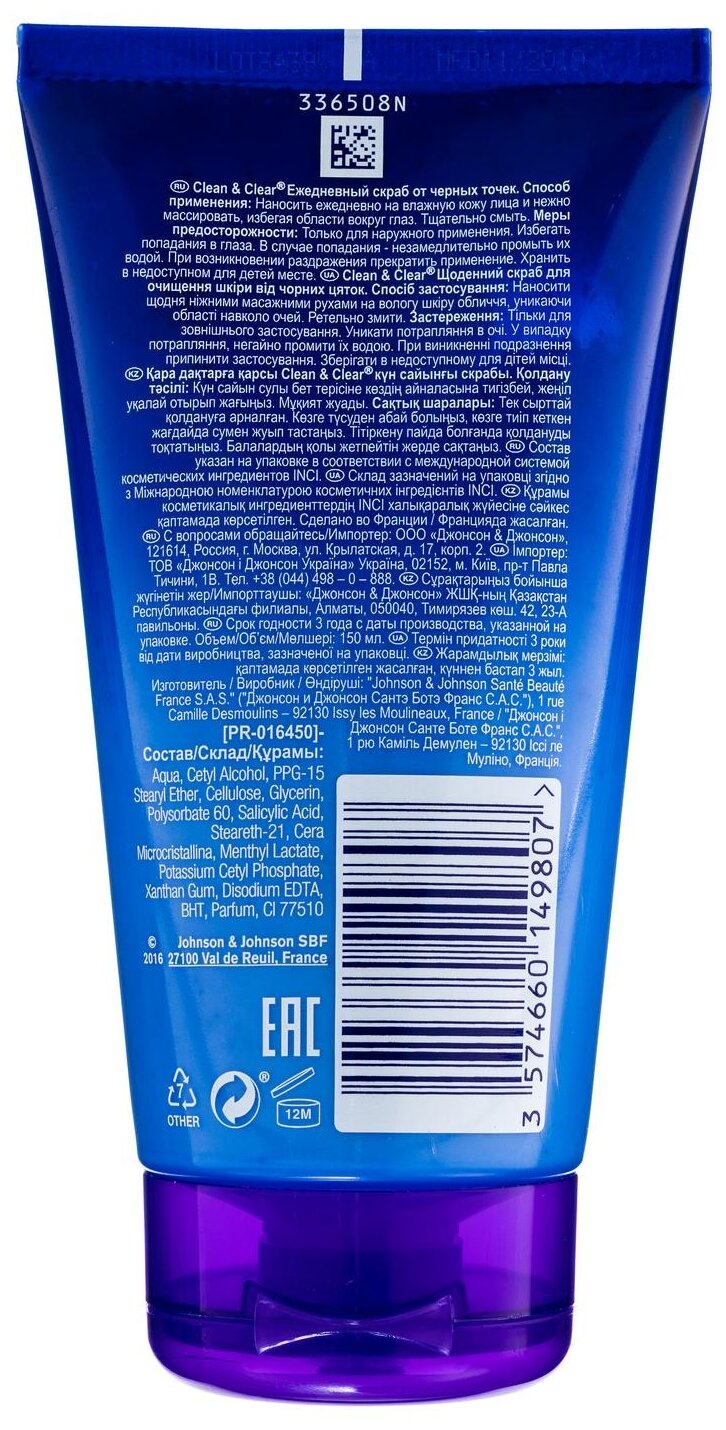 336508N
RU Clean & Clear® Ежедневный скраб от черных точек. Способ
применения: Наносить ежедневно на влажную кожу лица и нежно
массировать, избегая области вокруг глаз. Тщательно смыть. Меры
предосторожности: Только для наружного применения. Избегать
попадания в глаза. В случае попадания - незамедлительно промыть их
водой. При возникновении раздражения прекратить применение. Хранить
в недоступном для детей месте. UA Clean & Clear® Щоденний скраб для
очищення шкіри від чорних цяток. Спосіб застосування: Наносити
щодня ніжними масажними рухами на вологу шкіру обличчя, уникаючи
області навколо очей. Ретельно змити. Застереження: Тільки для
зовнішнього застосування. Уникати потрапляння в очі. У випадку
потрапляння, негайно промити їх водою. При виникненні подразнення
припинити застосування. Зберігати в недоступному для дітей місці.
KZ Қара дақтарға қарсы Clean & Clear® күн сайынғы скрабы. Қолдану
тәсілі: Күн сайын сулы бет терісіне көздің айналасына тигізбей, жеңіл
уқалай отырып жағыңыз. Мұқият жуады. Сақтық шаралары: Тек сырттай
қолдануға арналған. Көзге түсуден абай болыңыз, көзге тиіп кеткен
жағдайда сумен жуып тастаңыз. Тітіркену пайда болғанда қолдануды
тоқтатыңыз. Балалардың қолы жетпейтін жерде сақтаңыз. RU Состав
указан на упаковке в соответствии с международной системой
косметических ингредиентов INCI. UA Склад зазначений на упаковці згідно
з Міжнародною номенклатурою косметичних інгредієнтів INCI. KZ Құрамы
косметикалық ингредиенттердің INCI халықаралық жүйесіне сәйкес
қаптамада көрсетілген. Сделано во Франции / Францияда жасалған.
RU С вопросами обращайтесь/Импортер: ООО «Джонсон & Джонсон»,
121614, Россия, г. Москва, ул. Крылатская, д. 17, корп. 2. UA Імпортер:
ТОВ «Джонсон і Джонсон Україна» Україна, 02152, м. Київ, пр-т Павла
Тичини, 1В. Тел. +38 (044) 498 – 0 – 888. KZ Сұрақтарыңыз бойынша
жүгінетін жер/Импорттаушы: «Джонсон & Джонсон» ЖШҚ-ның Қазақстан
Республикасындағы филиалы, Алматы, 050040, Тимирязев көш. 42, 23-А
павильоны. RU Срок годности 3 года с даты производства, указанной на
упаковке. Объем/Об'єм/Мөлшері: 150 мл. UA Термін придатності 3 роки
від дати виробництва, зазначеної на упаковці. KZ Жарамдылық мерзімі:
қаптамада көрсетілген жасалған, күннен бастап 3 жыл.
Изготовитель / Виробник / Өндіруші: "Johnson & Johnson Santé Beauté
France S.A.S." ("Джонсон и Джонсон Сантэ Ботэ Франс С.А.С."), 1 rue
Camille Desmoulins – 92130 Issy les Moulineaux, France / "Джонсон і
Джонсон Санте Боте Франс С.А.С.",
1 рю Каміль Демулен – 92130 Іссі ле
Муліно, Франція.
[PR-016450]-
Состав/Склад/Құрамы:
Aqua, Cetyl Alcohol, PPG-15
Stearyl Ether, Cellulose, Glycerin,
Polysorbate 60, Salicylic Acid,
Steareth-21, Cera
Microcristallina, Menthyl Lactate,
Potassium Cetyl Phosphate,
Xanthan Gum, Disodium EDTA,
BHT, Parfum, CI 77510
© Johnson & Johnson SBF
2016 27100 Val de Reuil, France
EAC
7
OTHER
®
12M
3 574660 149807 >